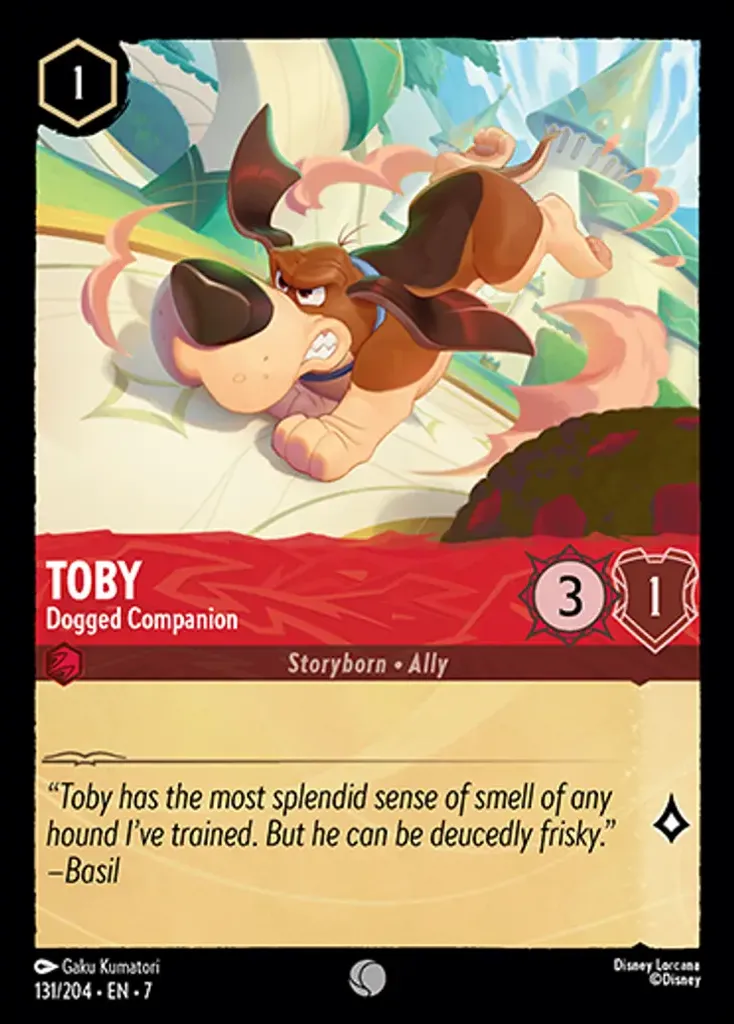 1
TOBY
Dogged Companion
3
1
Storyborn • Ally
“Toby has the most splendid sense of smell of any
hound I’ve trained. But he can be deucedly frisky.”
–Basil
Gaku Kumatori
131/204 • EN • 7
Disney Lorcana
©Disney